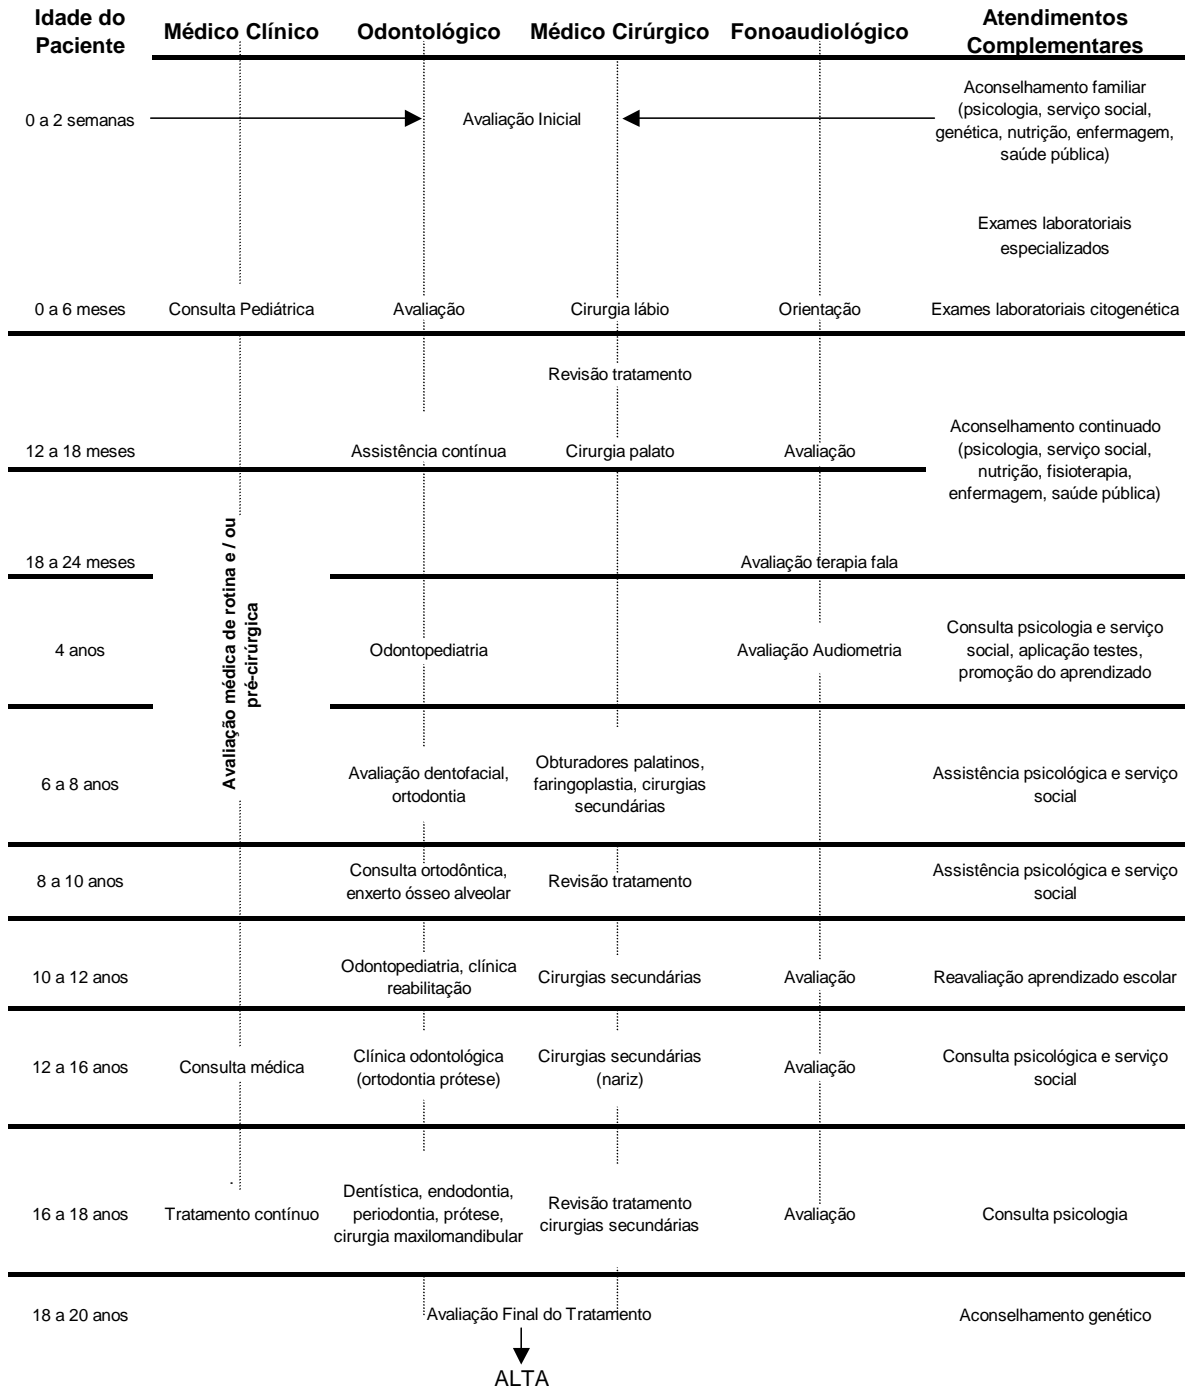 Idade do
Paciente
Médico Clínico
Odontológico
Médico Cirúrgico
Fonoaudiológico
Atendimentos
Complementares
0 a 2 semanas
Avaliação Inicial
Aconselhamento familiar
(psicologia, serviço social,
genética, nutrição, enfermagem,
saúde pública)
Exames laboratoriais
especializados
0 a 6 meses
Consulta Pediátrica
Avaliação
Cirurgia lábio
Orientação
Exames laboratoriais citogenética
Revisão tratamento
12 a 18 meses
Assistência contínua
Cirurgia palato
Avaliação
Aconselhamento continuado
(psicologia, serviço social,
nutrição, fisioterapia,
enfermagem, saúde pública)
Avaliação médica de rotina e / ou
pré-cirúrgica
18 a 24 meses
Avaliação terapia fala
4 anos
Odontopediatria
Avaliação Audiometria
Consulta psicologia e serviço
social, aplicação testes,
promoção do aprendizado
6 a 8 anos
Avaliação dentofacial,
ortodontia
Obturadores palatinos,
faringoplastia, cirurgias
secundárias
Assistência psicológica e serviço
social
8 a 10 anos
Consulta ortodôntica,
enxerto ósseo alveolar
Revisão tratamento
Assistência psicológica e serviço
social
10 a 12 anos
Odontopediatria, clínica
reabilitação
Cirurgias secundárias
Avaliação
Reavaliação aprendizado escolar
12 a 16 anos
Consulta médica
Clínica odontológica
(ortodontia prótese)
Cirurgias secundárias
(nariz)
Avaliação
Consulta psicológica e serviço
social
16 a 18 anos
Tratamento contínuo
Dentística, endodontia,
periodontia, prótese,
cirurgia maxilomandibular
Revisão tratamento
cirurgias secundárias
Avaliação
Consulta psicologia
18 a 20 anos
Avaliação Final do Tratamento
Aconselhamento genético
ALTA